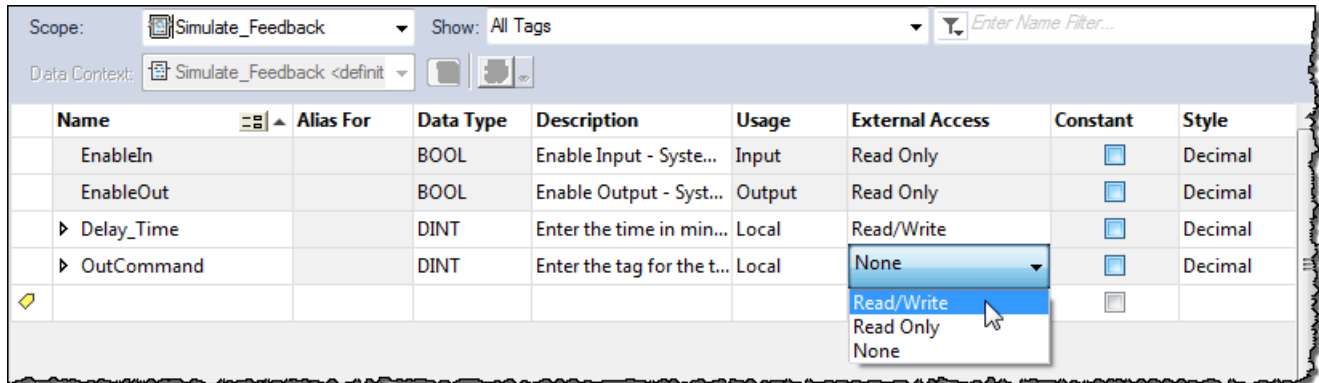 Scope: Simulate_Feedback Show: All Tags Enter Name Filter...
Data Context: Simulate_Feedback <definit
Name Alias For Data Type Description Usage External Access Constant Style
EnableIn BOOL Enable Input - Syste... Input Read Only Decimal
EnableOut BOOL Enable Output - Syst... Output Read Only Decimal
Delay_Time DINT Enter the time in min... Local Read/Write Decimal
OutCommand DINT Enter the tag for the t... Local None Decimal
Read/Write
Read Only
None